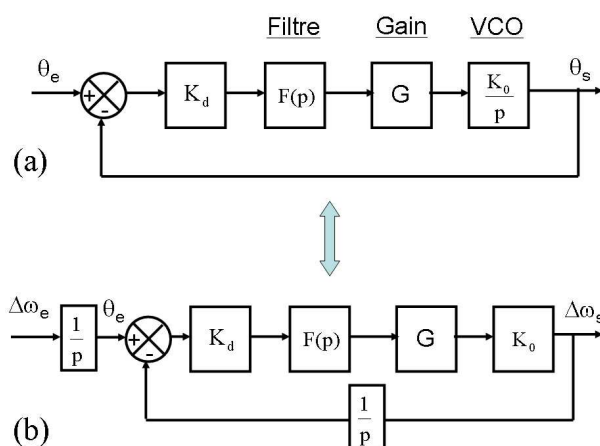 Filtre Gain VCO
θe + - Kd F(p) G K0/p θs
(a)
Δωe 1/p θe + - Kd F(p) G K0 Δωs
1/p
(b)